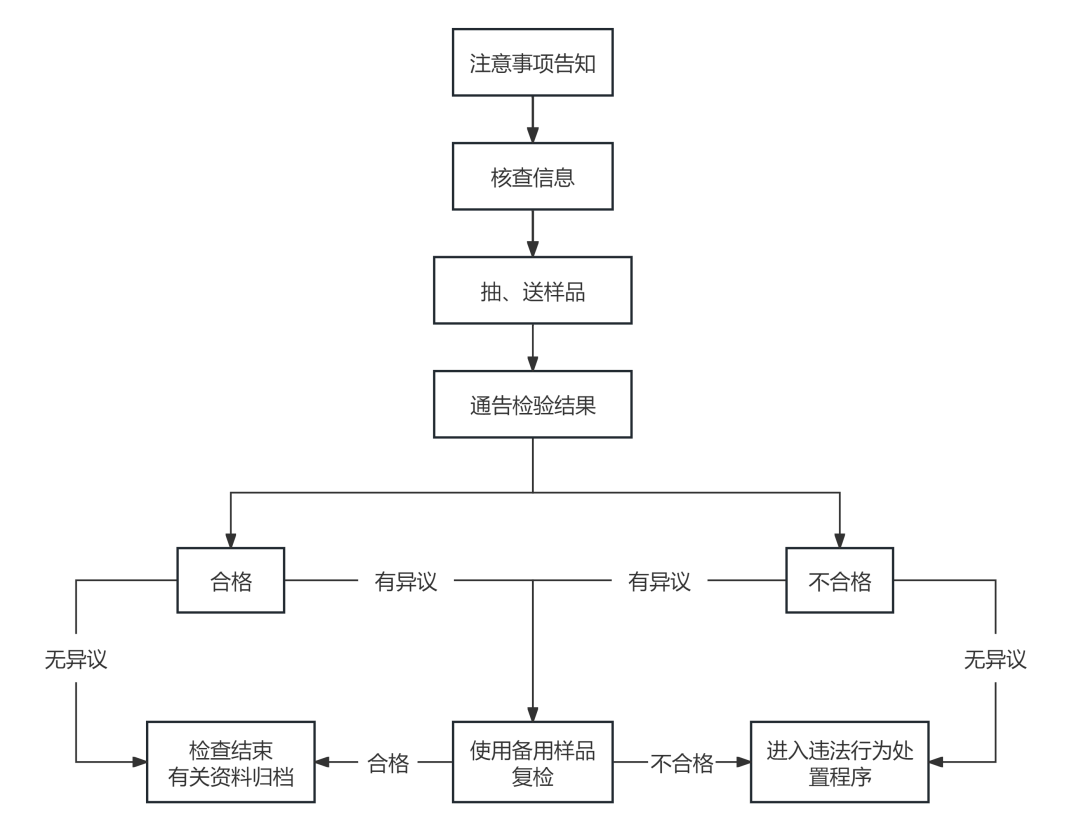 注意事项告知
核查信息
抽、送样品
通告检验结果
合格
有异议
有异议
不合格
无异议
无异议
检查结束
有关资料归档
合格
使用备用样品
复检
不合格
进入违法行为处
置程序